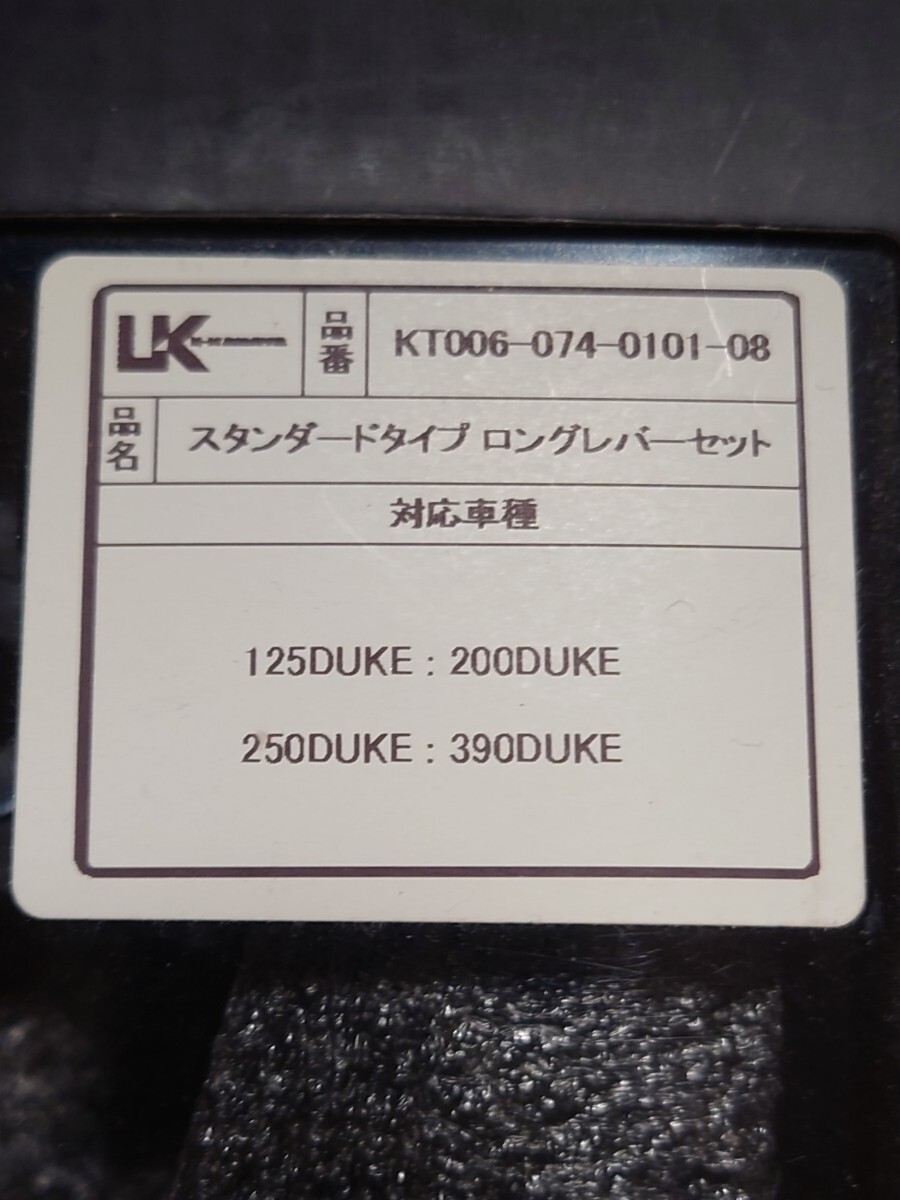 UK
品番
KT006-074-0101-08
品名
スタンダードタイプ ロングレバーセット
対応車種
125DUKE : 200DUKE
250DUKE : 390DUKE